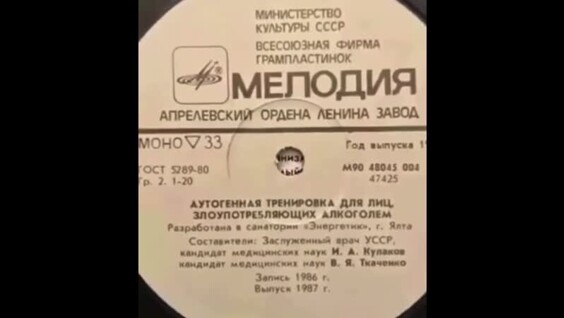 МИНИСТЕРСТВО
КУЛЬТУРЫ СССР
ВСЕСОЮЗНАЯ ФИРМА
ГРАМПЛАСТИНОК
МЕЛОДИЯ
АПРЕЛЕВСКИЙ ОРДЕНА ЛЕНИНА ЗАВОД
МОНО ▽ 33
Год выпуска 1
ГОСТ 5289-80
М90 48045 004
Гр. 2. 1-20
47425
АУТОГЕННАЯ ТРЕНИРОВКА ДЛЯ ЛИЦ,
ЗЛОУПОТРЕБЛЯЮЩИХ АЛКОГОЛЕМ
Разработана в санатории «Энергетик», г. Ялта
Составители: Заслуженный врач УССР,
кандидат медицинских наук И. А. Кулаков
кандидат медицинских наук В. Я. Ткаченко
Запись 1986 г.
Выпуск 1987 г.